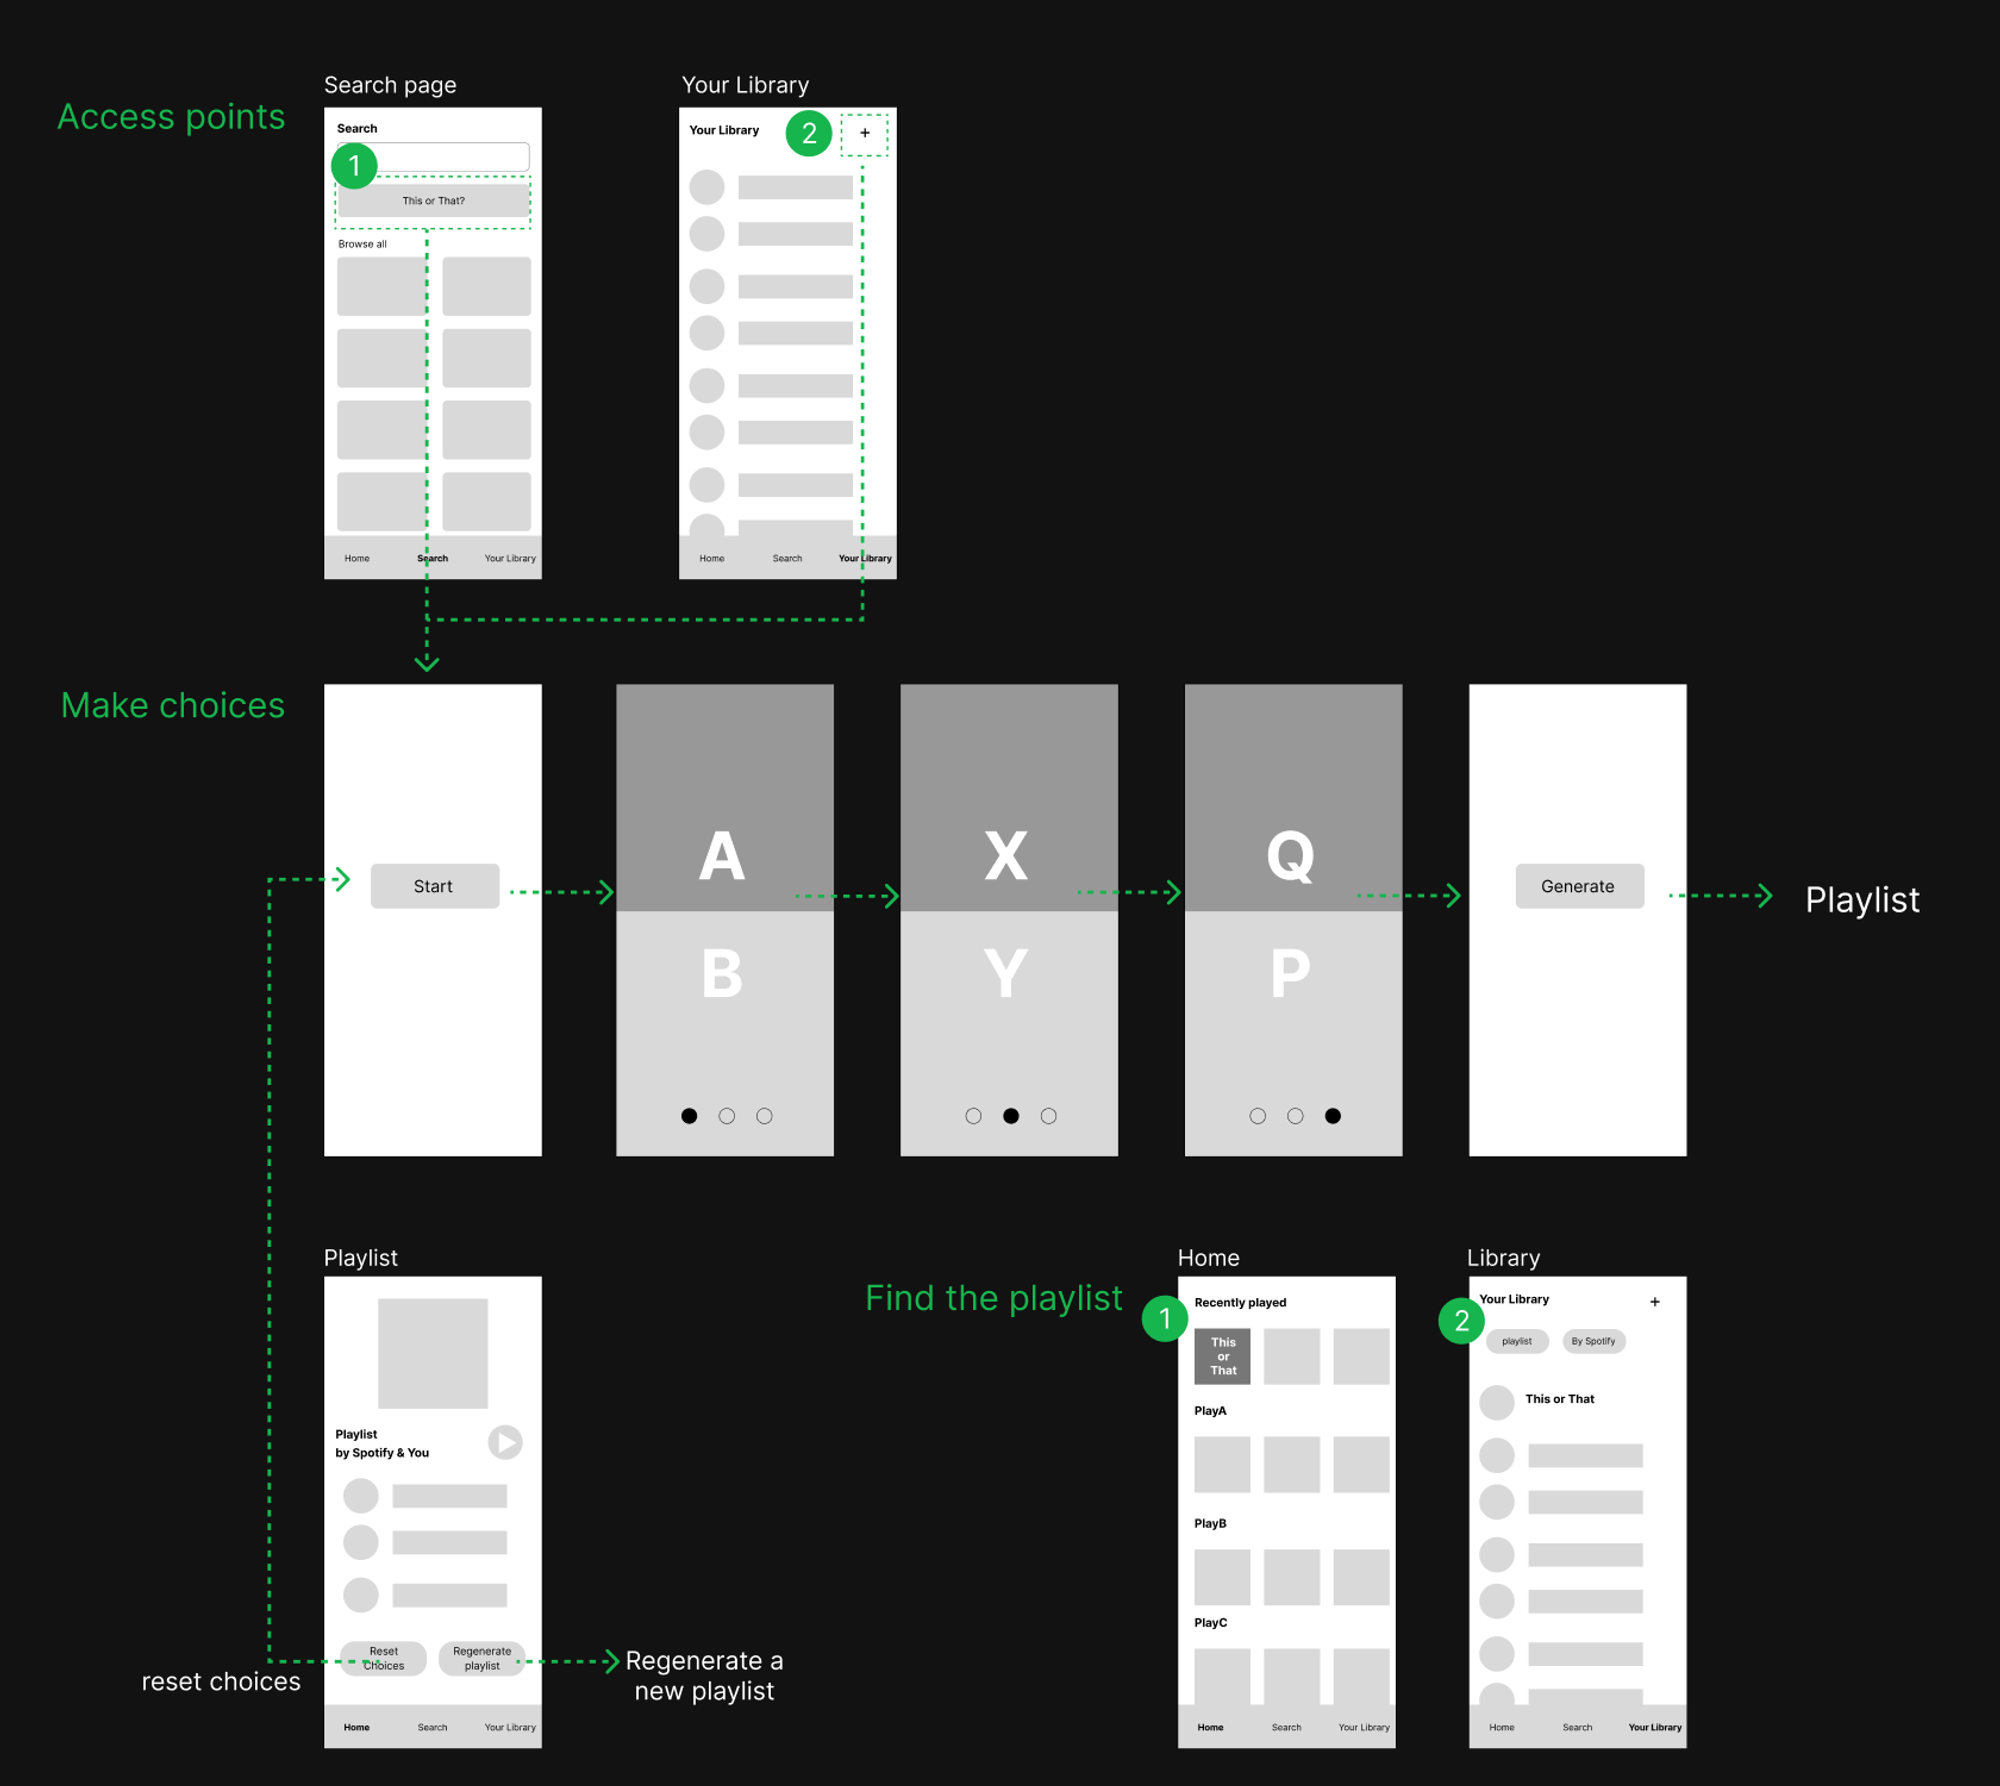 Search page
Your Library
Access points
Search
1
This or That?
Browse all
Home
Search
Your Library
Your Library
2
+
Home
Search
Your Library
Make choices
Start
A
B
X
Y
Q
P
Generate
Playlist
Playlist
Playlist
by Spotify & You
Reset
Choices
Regenerate
playlist
reset choices
Regenerate a
new playlist
Home
Search
Your Library
Find the playlist
Home
1
Recently played
This
or
That
PlayA
PlayB
PlayC
Home
Search
Your Library
Library
2
Your Library
+
playlist
By Spotify
This or That
Home
Search
Your Library